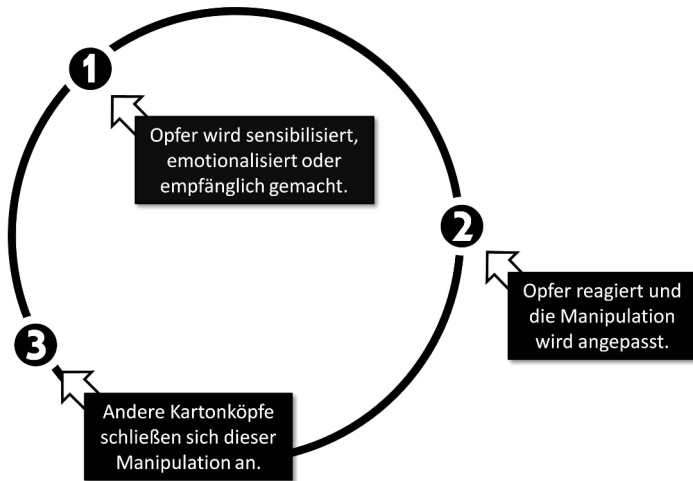 1
Opfer wird sensibilisiert,
emotionalisiert oder
empfänglich gemacht.
2
Opfer reagiert und
die Manipulation
wird angepasst.
3
Andere Kartonköpfe
schließen sich dieser
Manipulation an.